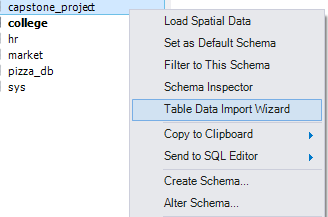 capstone_project
college
hr
market
pizza_db
sys
Load Spatial Data
Set as Default Schema
Filter to This Schema
Schema Inspector
Table Data Import Wizard
Copy to Clipboard
Send to SQL Editor
Create Schema...
Alter Schema...